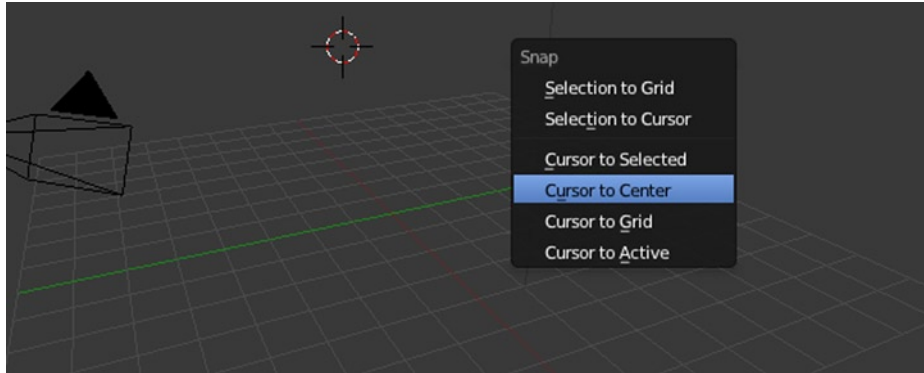 Snap
Selection to Grid
Selection to Cursor
Cursor to Selected
Cursor to Center
Cursor to Grid
Cursor to Active